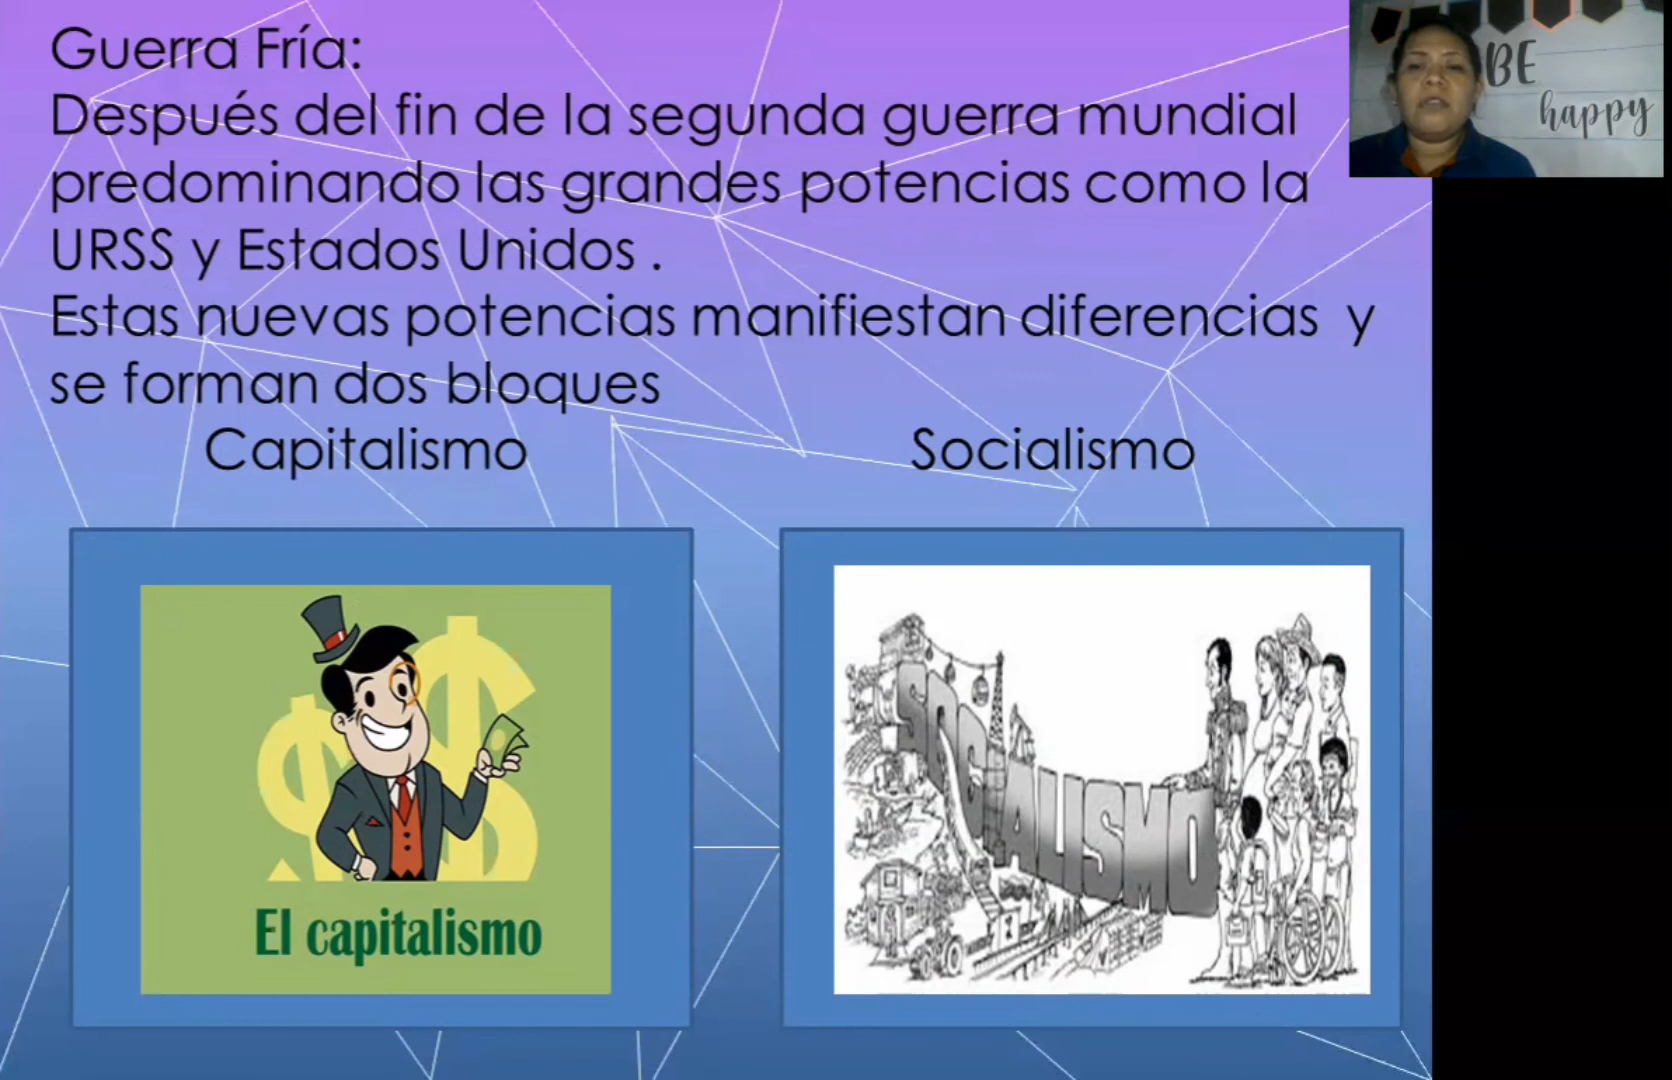 Guerra Fría:
Después del fin de la segunda guerra mundial
predominando las grandes potencias como la
URSS y Estados Unidos .
Estas nuevas potencias manifiestan diferencias y
se forman dos bloques
Capitalismo Socialismo
El capitalismo
SOCIALISMO
BE
happy